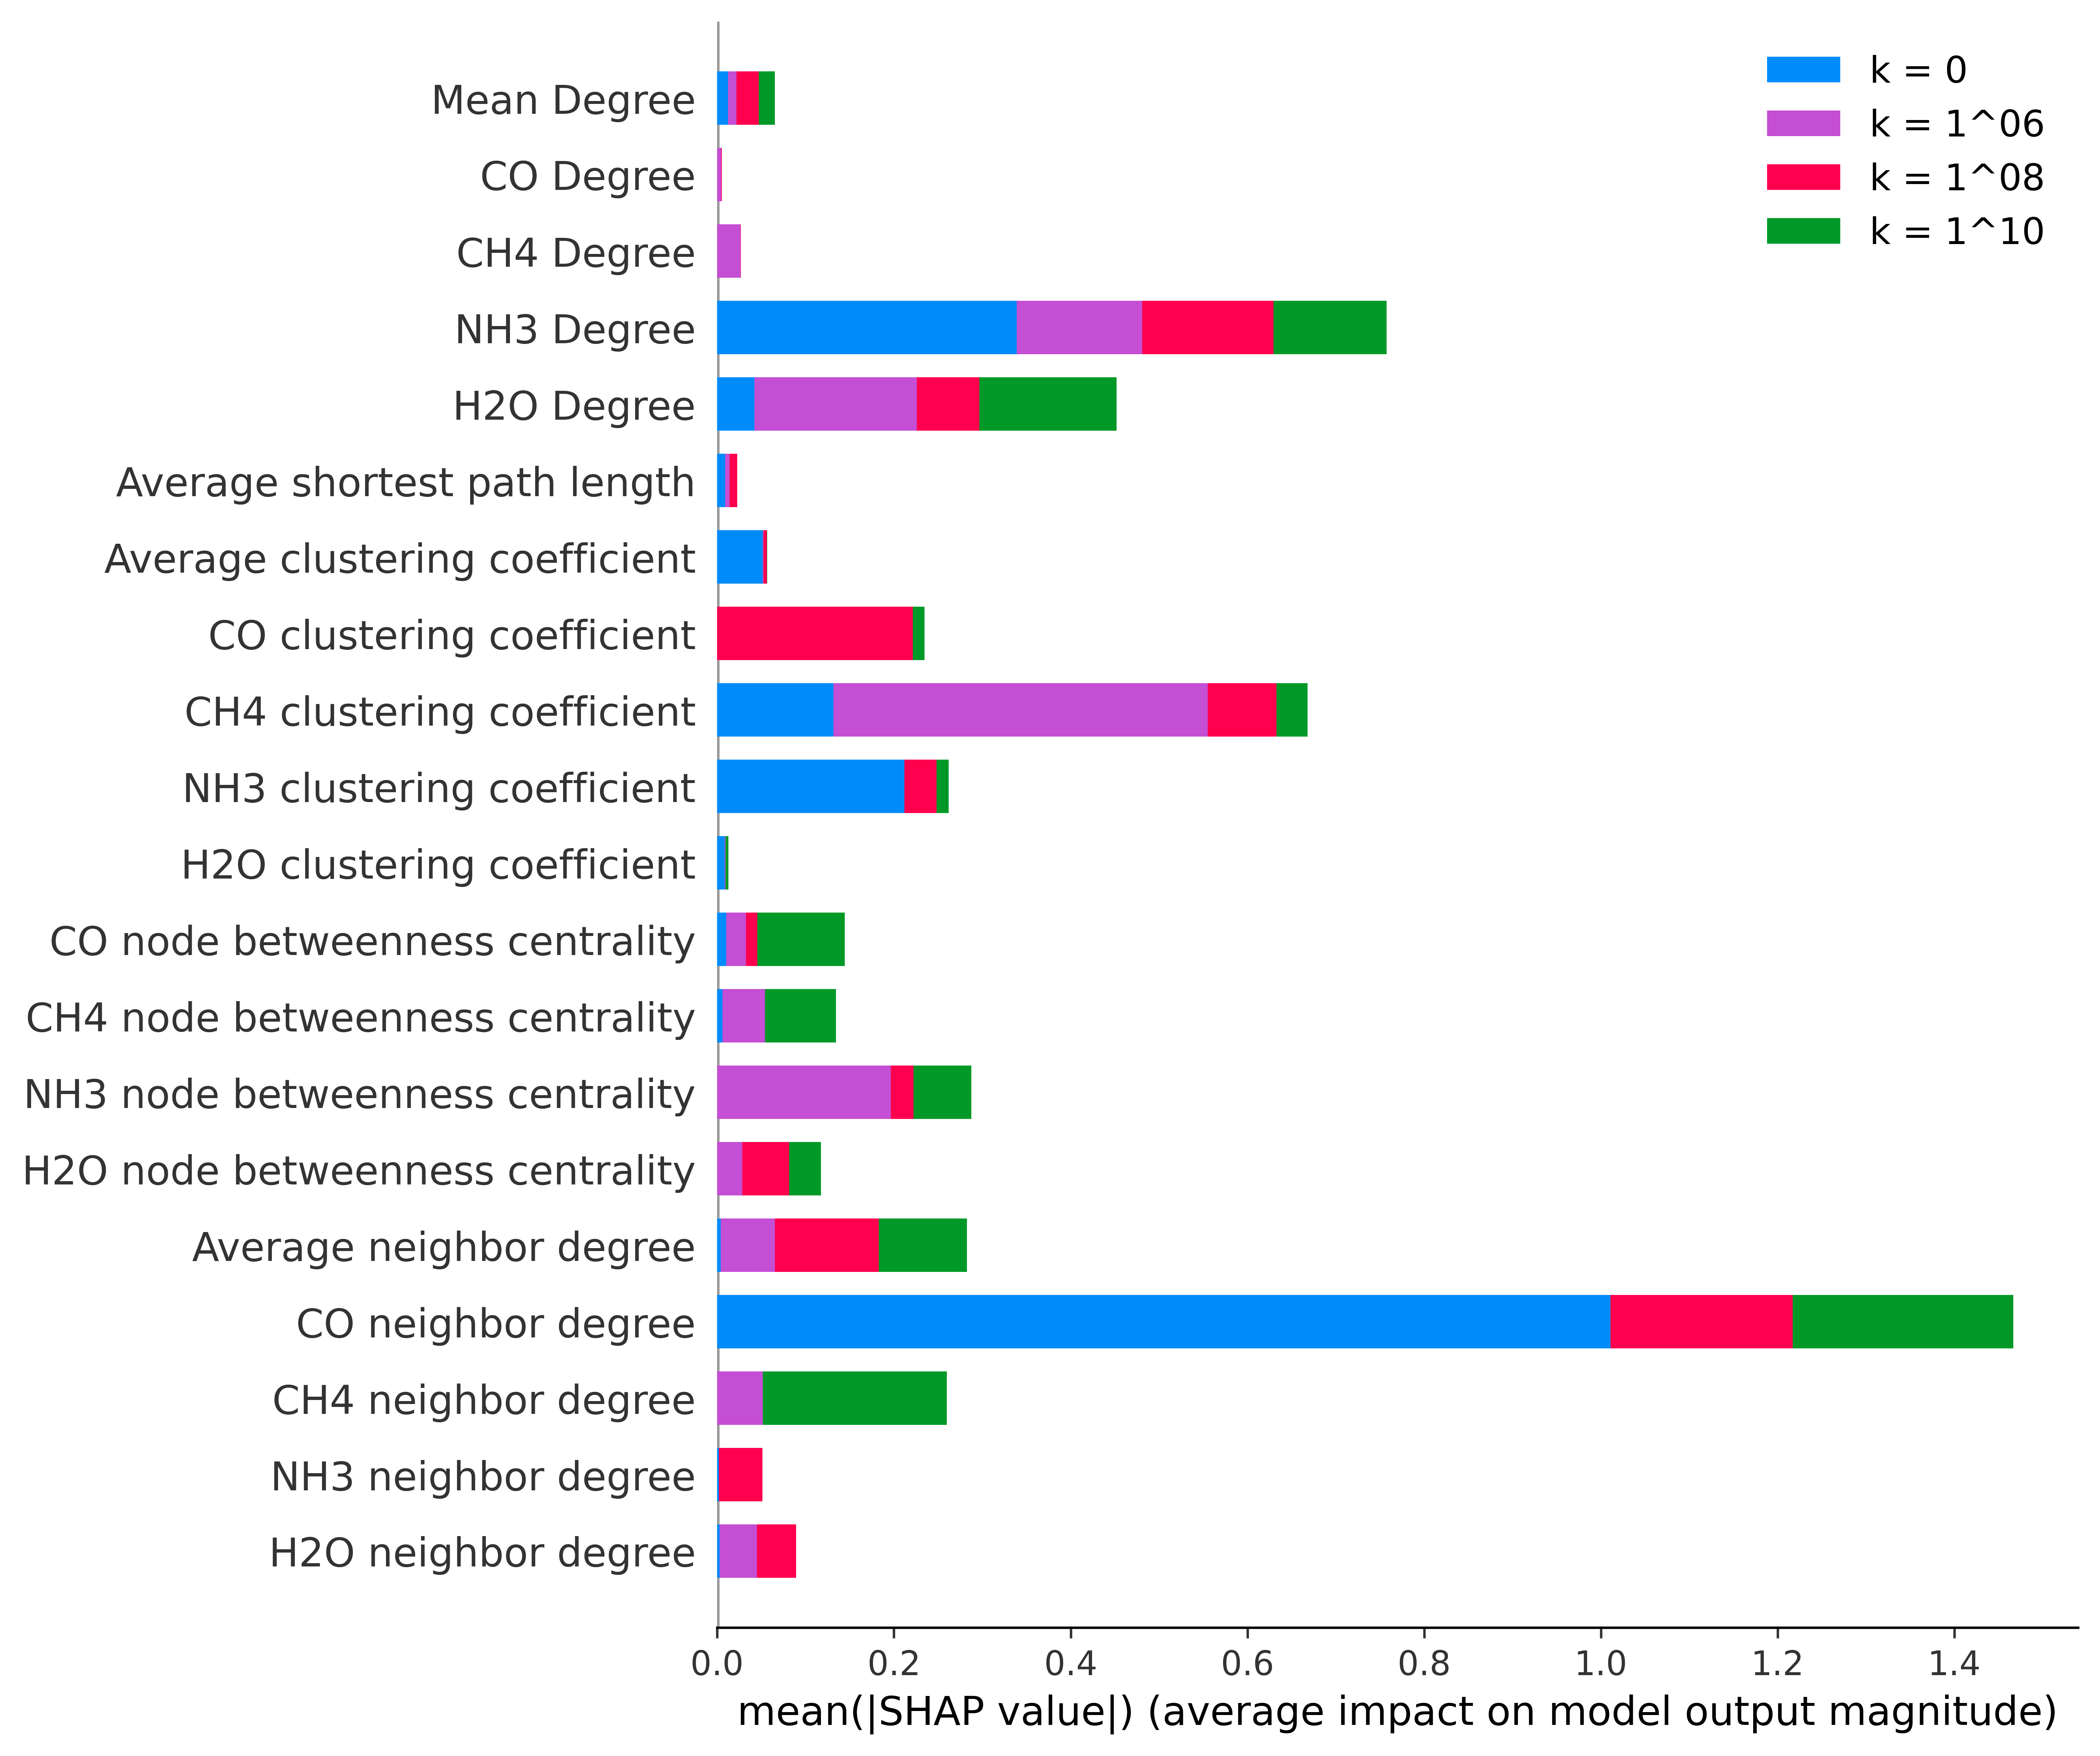 k = 0
k = 1^06
k = 1^08
k = 1^10
Mean Degree
CO Degree
CH4 Degree
NH3 Degree
H2O Degree
Average shortest path length
Average clustering coefficient
CO clustering coefficient
CH4 clustering coefficient
NH3 clustering coefficient
H2O clustering coefficient
CO node betweenness centrality
CH4 node betweenness centrality
NH3 node betweenness centrality
H2O node betweenness centrality
Average neighbor degree
CO neighbor degree
CH4 neighbor degree
NH3 neighbor degree
H2O neighbor degree
0.0 0.2 0.4 0.6 0.8 1.0 1.2 1.4
mean(|SHAP value|) (average impact on model output magnitude)